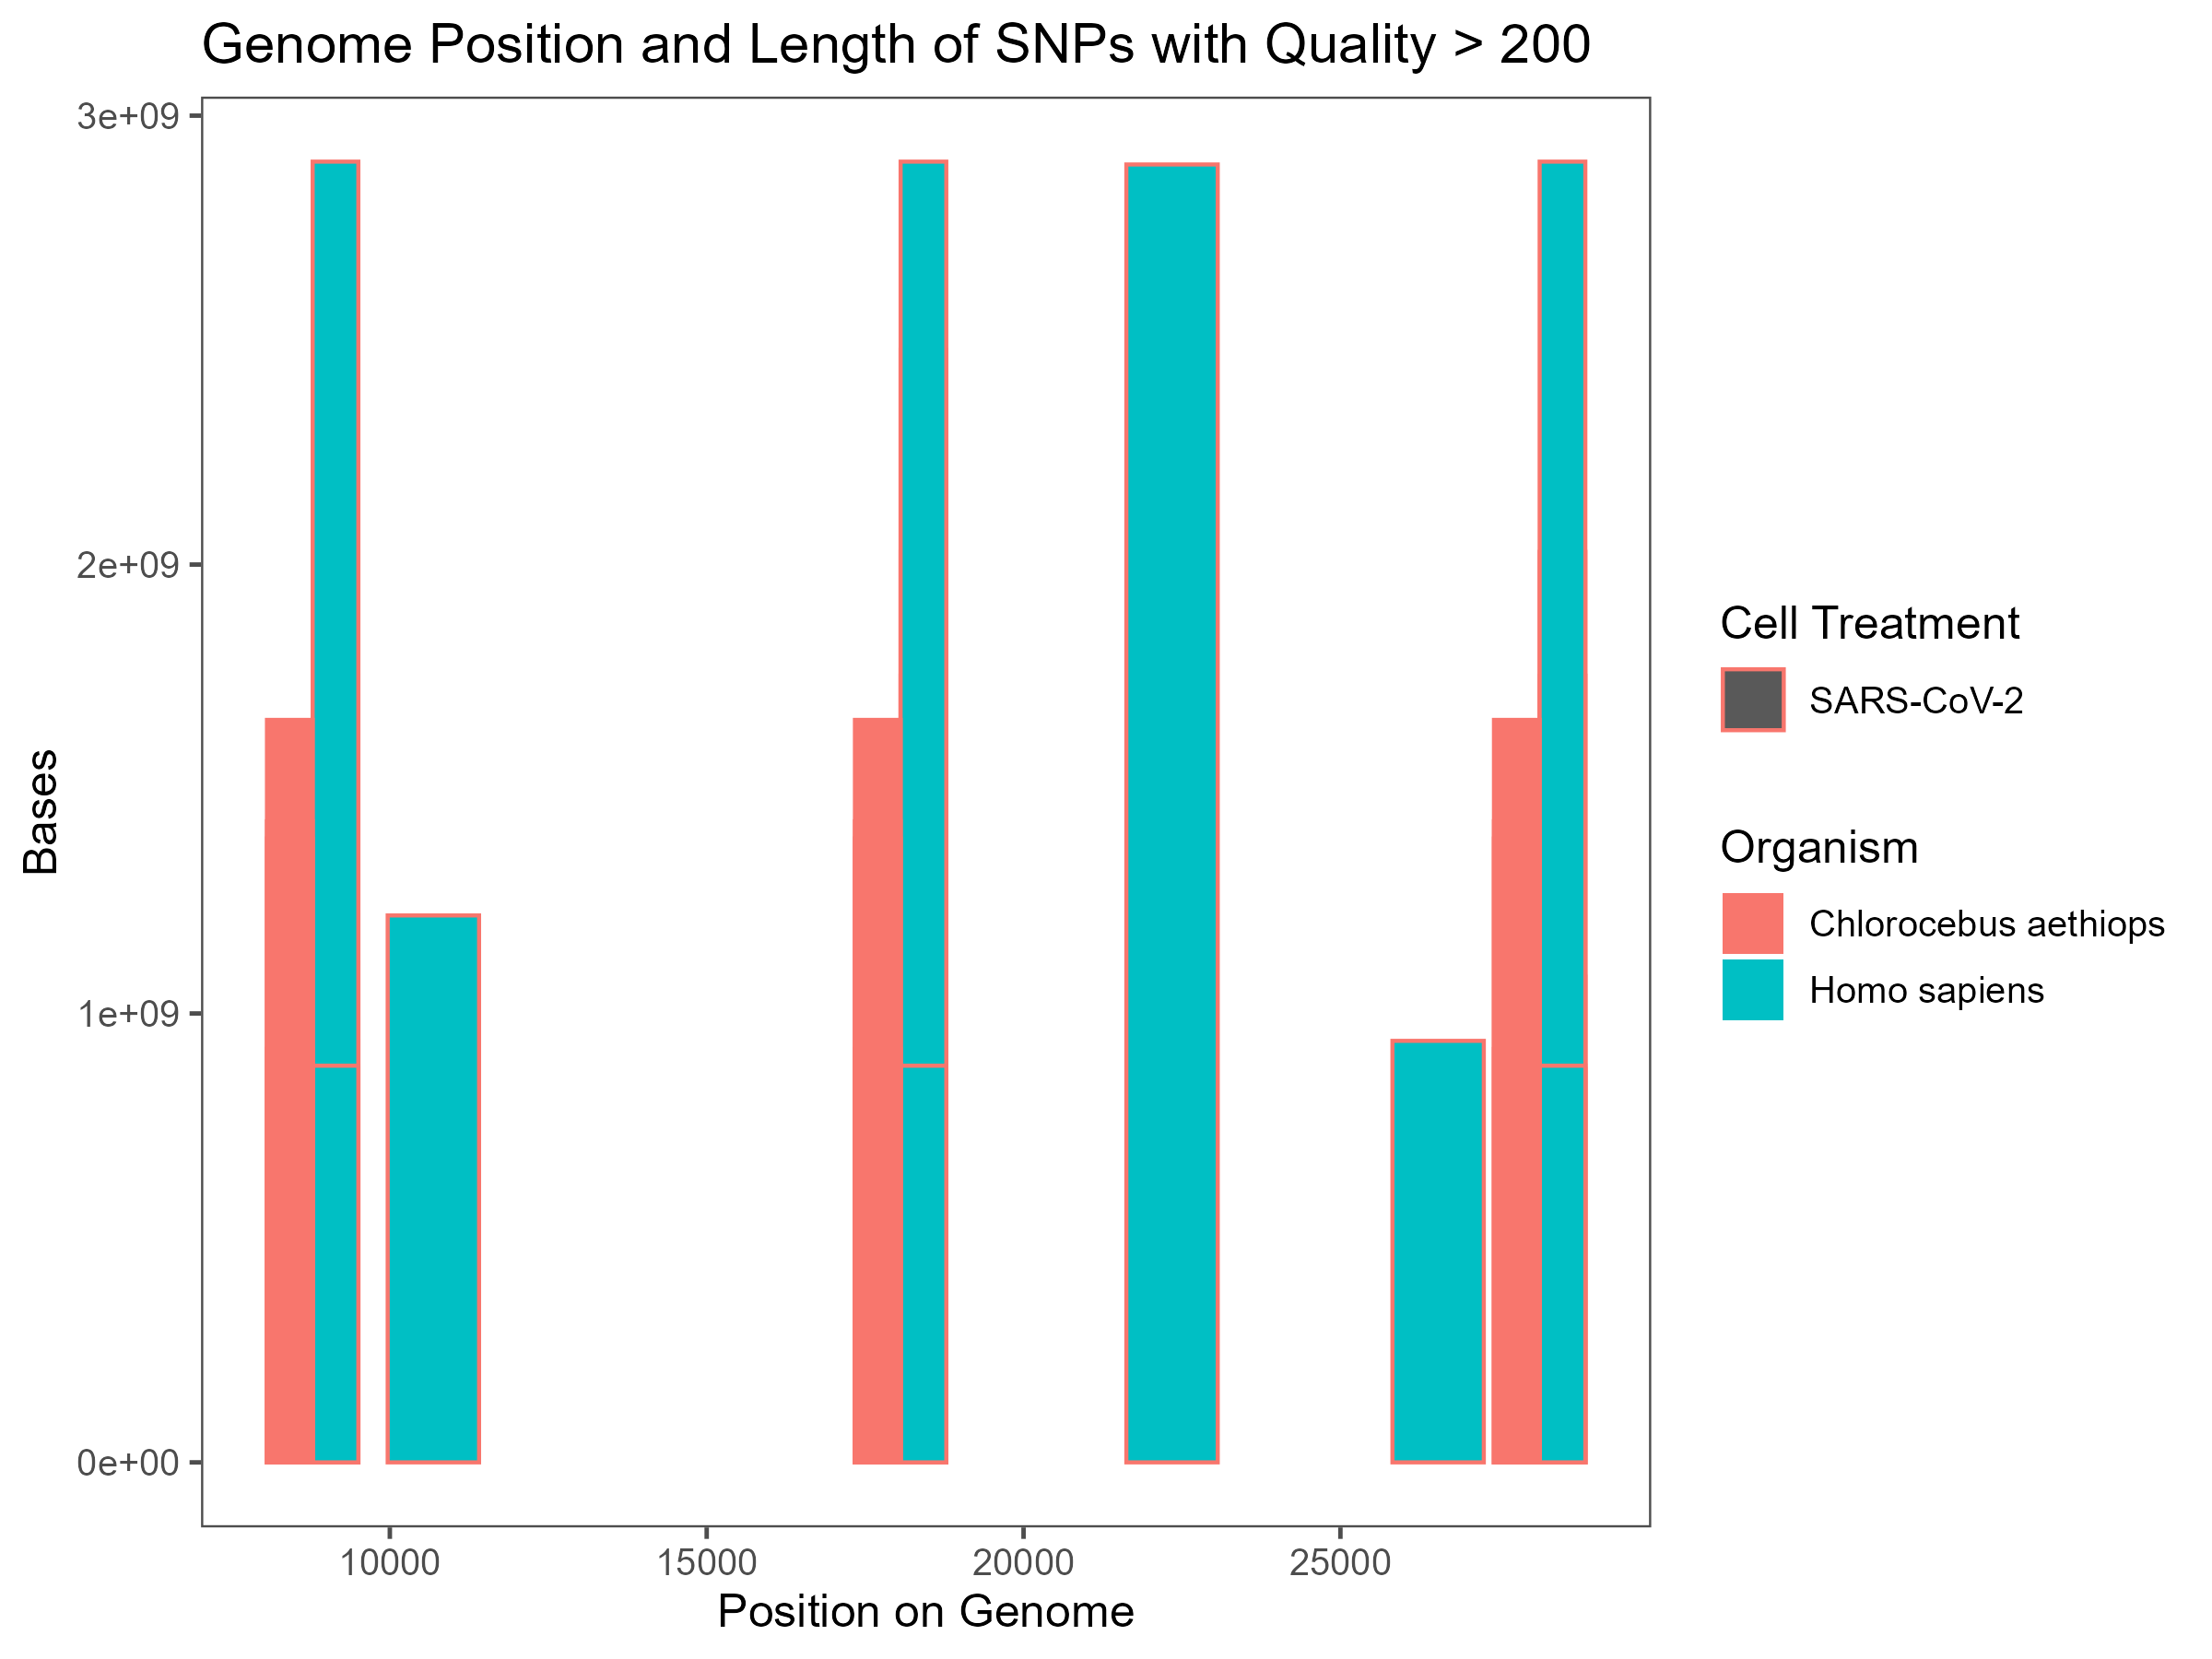 Genome Position and Length of SNPs with Quality > 200
3e+09
2e+09
1e+09
0e+00
Bases
10000
15000
20000
25000
Position on Genome
Cell Treatment
SARS-CoV-2
Organism
Chlorocebus aethiops
Homo sapiens